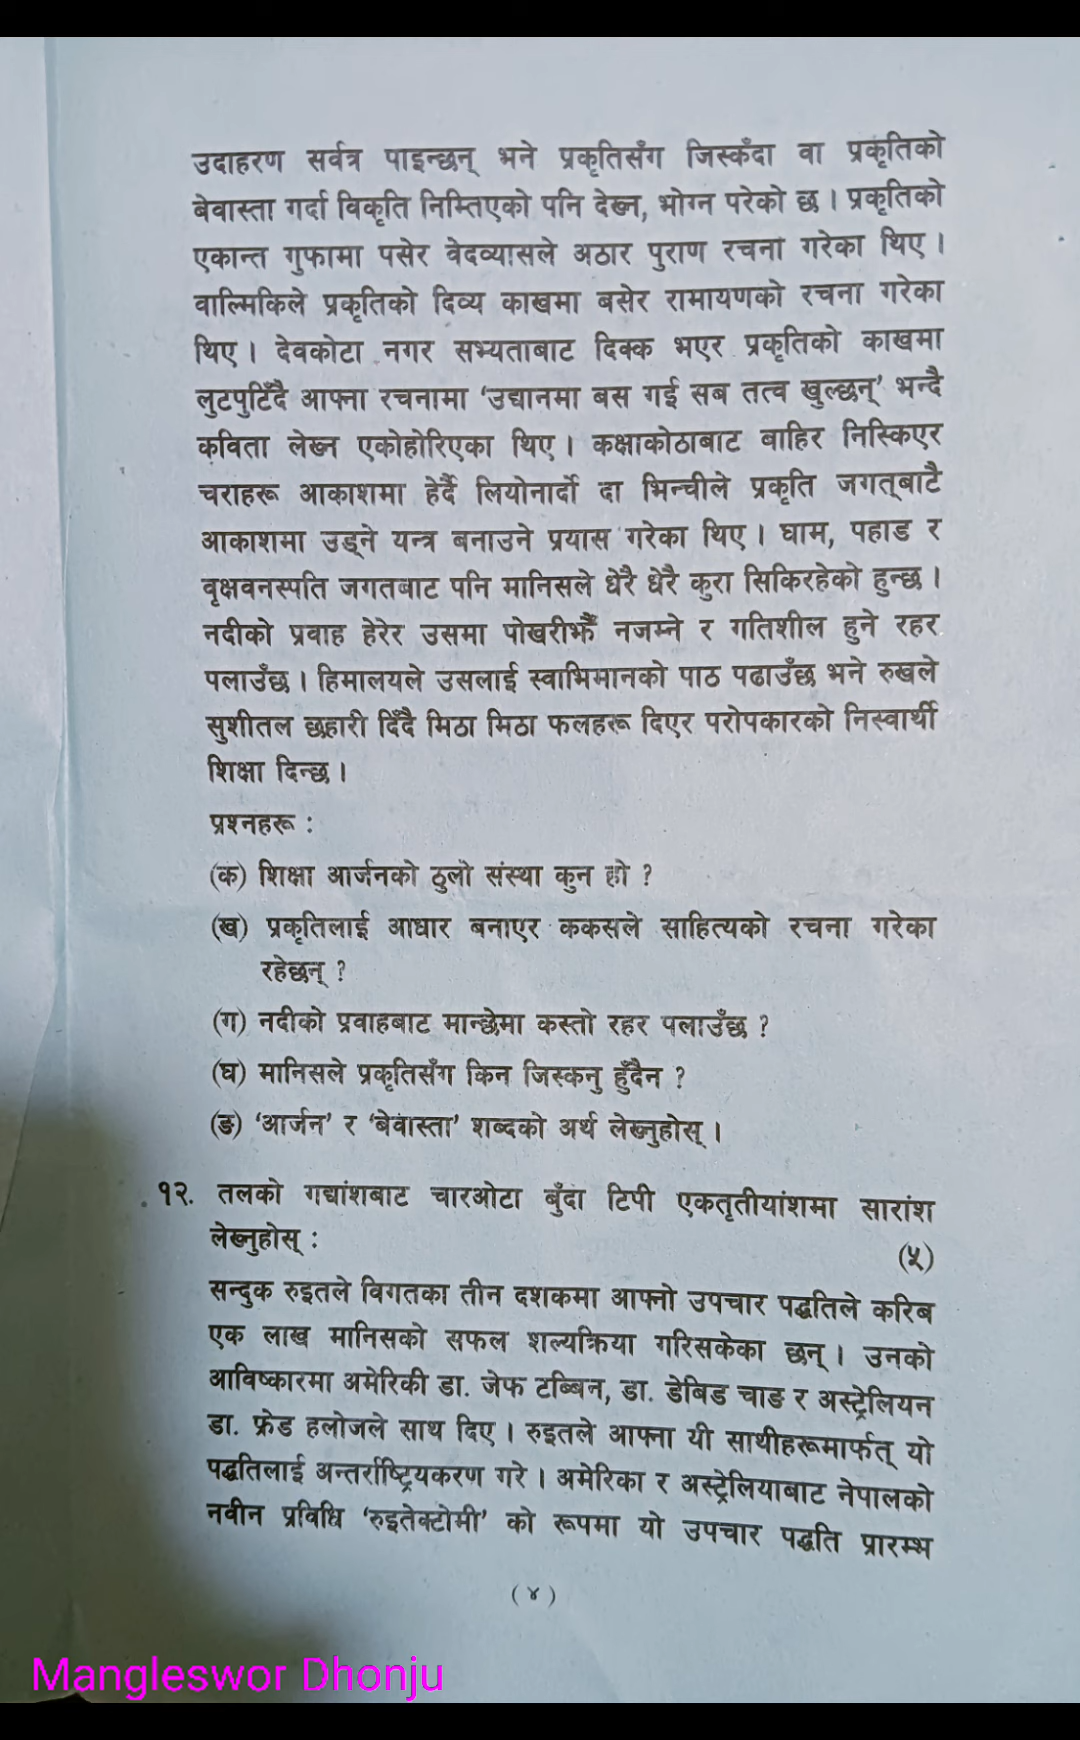 उदाहरण सर्वत्र पाइन्छन् भने प्रकृतिसँग जिस्कँदा वा प्रकृतिको
बेवास्ता गर्दा विकृति निम्तिएको पनि देख्न, भोग्न परेको छ । प्रकृतिको
एकान्त गुफामा पसेर वेदव्यासले अठार पुराण रचना गरेका थिए ।
वाल्मिकिले प्रकृतिको दिव्य काखमा बसेर रामायणको रचना गरेका
थिए । देवकोटा नगर सभ्यताबाट दिक्क भएर प्रकृतिको काखमा
लुटपुटिँदै आफ्ना रचनामा ‘उद्यानमा बस गई सब तत्व खुल्छन्’ भन्दै
कविता लेख्न एकोहोरिएका थिए । कक्षाकोठाबाट बाहिर निस्किएर
चराहरू आकाशमा हेर्दै लियोनार्दो दा भिन्चीले प्रकृति जगत्‌बाटै
आकाशमा उड्ने यन्त्र बनाउने प्रयास गरेका थिए । घाम, पहाड र
वृक्षवनस्पति जगतबाट पनि मानिसले धेरै धेरै कुरा सिकिरहेको हुन्छ ।
नदीको प्रवाह हेरेर उसमा पोखरीझैँ नजम्ने र गतिशील हुने रहर
पलाउँछ । हिमालयले उसलाई स्वाभिमानको पाठ पढाउँछ भने रुखले
सुशीतल छहारी दिँदै मिठा मिठा फलहरू दिएर परोपकारको निस्वार्थी
शिक्षा दिन्छ ।
प्रश्नहरू :
(क) शिक्षा आर्जनको ठुलो संस्था कुन हो ?
(ख) प्रकृतिलाई आधार बनाएर ककसले साहित्यको रचना गरेका
रहेछन् ?
(ग) नदीको प्रवाहबाट मान्छेमा कस्तो रहर पलाउँछ ?
(घ) मानिसले प्रकृतिसँग किन जिस्कनु हुँदैन ?
(ङ) ‘आर्जन’ र ‘बेवास्ता’ शब्दको अर्थ लेख्नुहोस् ।
१२. तलको गद्यांशबाट चारओटा बुँदा टिपी एकतृतीयांशमा सारांश
लेख्नुहोस् : (५)
सन्दुक रुइतले विगतका तीन दशकमा आफ्नो उपचार पद्धतिले करिब
एक लाख मानिसको सफल शल्यक्रिया गरिसकेका छन् । उनको
आविष्कारमा अमेरिकी डा. जेफ टब्बिन, डा. डेबिड चाङ र अस्ट्रेलियन
डा. फ्रेड हलोजले साथ दिए । रुइतले आफ्ना यी साथीहरूमार्फत् यो
पद्धतिलाई अन्तर्राष्ट्रियकरण गरे । अमेरिका र अस्ट्रेलियाबाट नेपालको
नवीन प्रविधि ‘रुइतेक्टोमी’ को रूपमा यो उपचार पद्धति प्रारम्भ
(४)
Mangleswor Dhonju